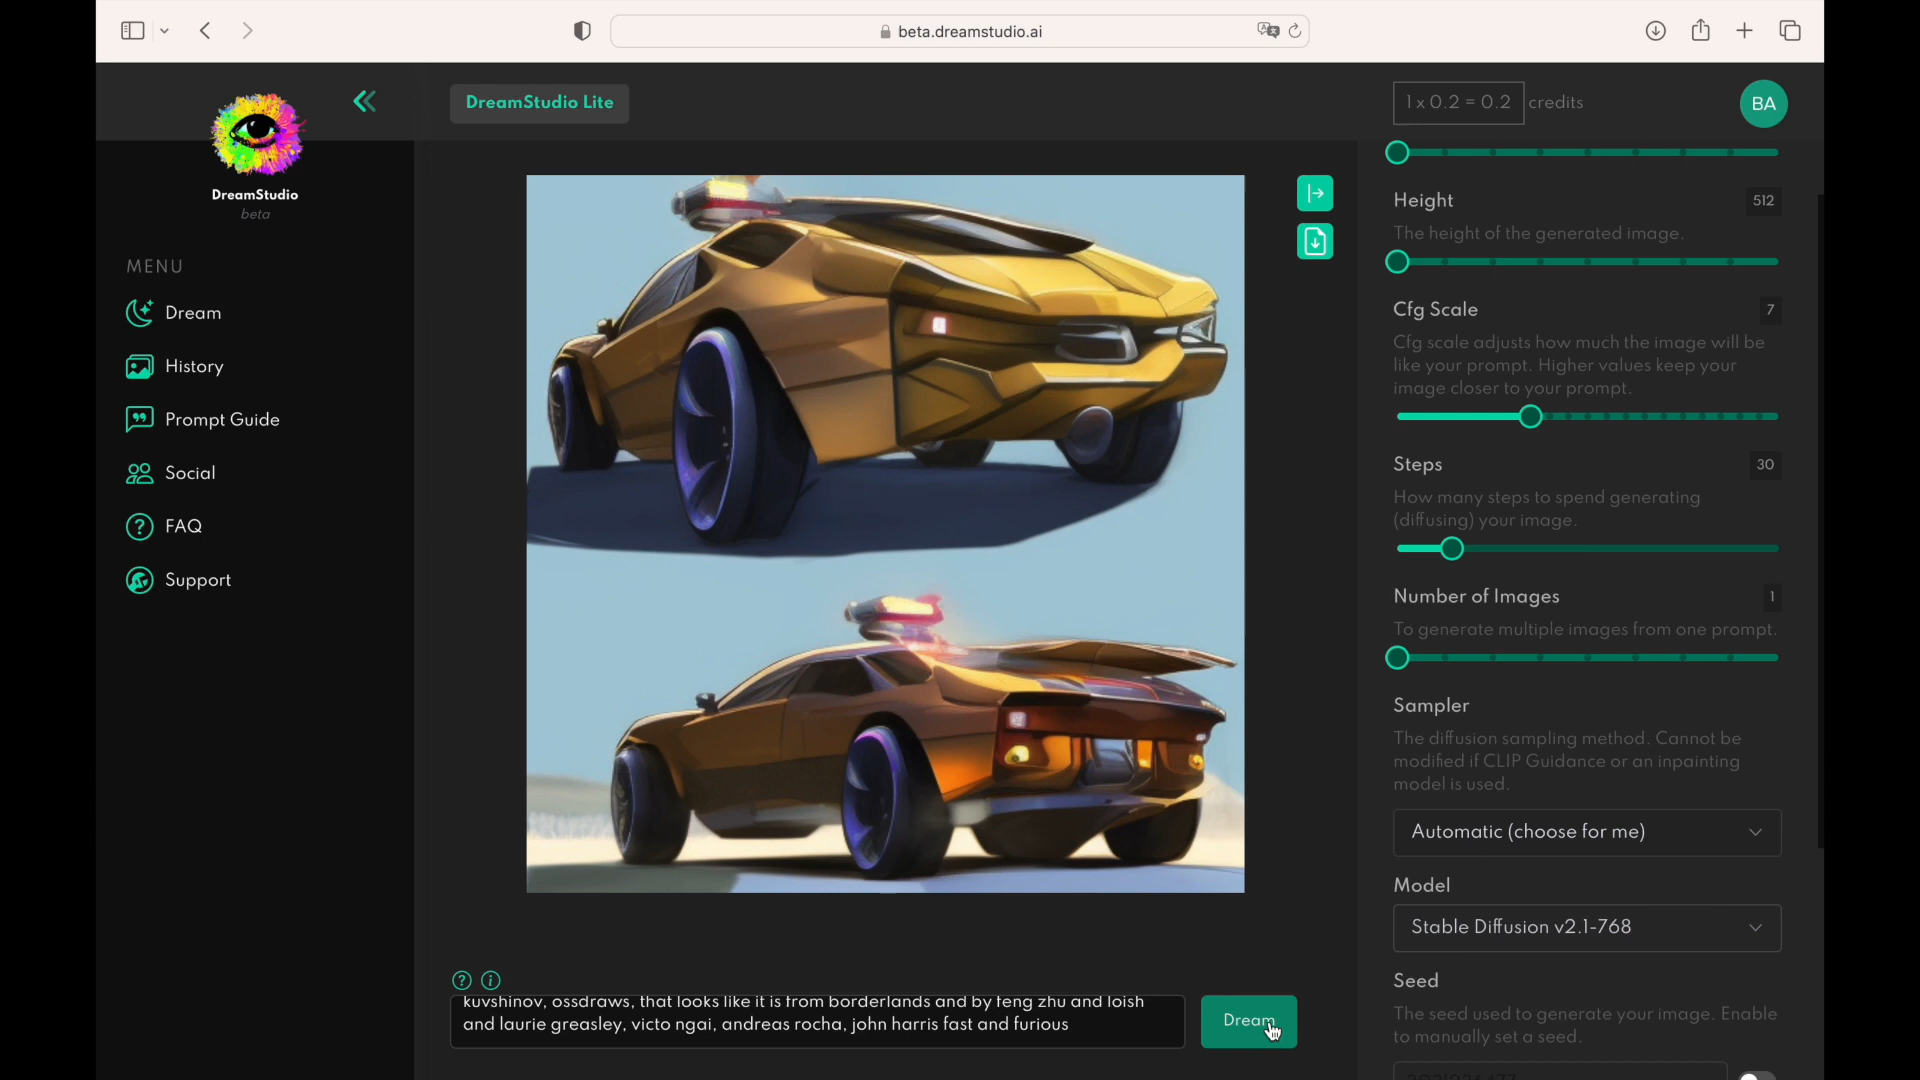 beta.dreamstudio.ai
DreamStudio Lite
1 x 0.2 = 0.2 credits
BA
DreamStudio
beta
MENU
Dream
History
Prompt Guide
Social
FAQ
Support
Height 512
The height of the generated image.
Cfg Scale 7
Cfg scale adjusts how much the image will be
like your prompt. Higher values keep your
image closer to your prompt.
Steps 30
How many steps to spend generating
(diffusing) your image.
Number of Images 1
To generate multiple images from one prompt.
Sampler
The diffusion sampling method. Cannot be
modified if CLIP Guidance or an inpainting
model is used.
Automatic (choose for me)
Model
Stable Diffusion v2.1-768
Seed
The seed used to generate your image. Enable
to manually set a seed.
kuvshinov, ossdraws, that looks like it is from borderlands and by feng zhu and loish
and laurie greasley, victo ngai, andreas rocha, john harris fast and furious
Dream